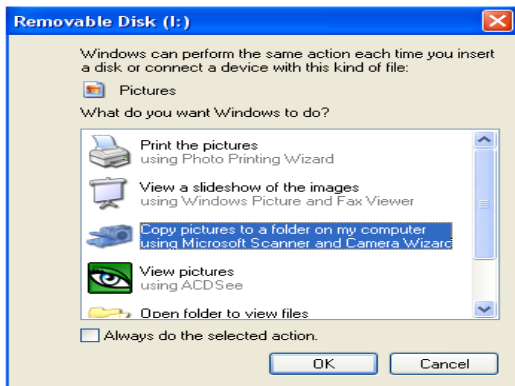 Removable Disk (I:)
Windows can perform the same action each time you insert
a disk or connect a device with this kind of file:
Pictures
What do you want Windows to do?
Print the pictures
using Photo Printing Wizard
View a slideshow of the images
using Windows Picture and Fax Viewer
Copy pictures to a folder on my computer
using Microsoft Scanner and Camera Wizard
View pictures
using ACDSee
Open folder to view files
Always do the selected action.
OK Cancel